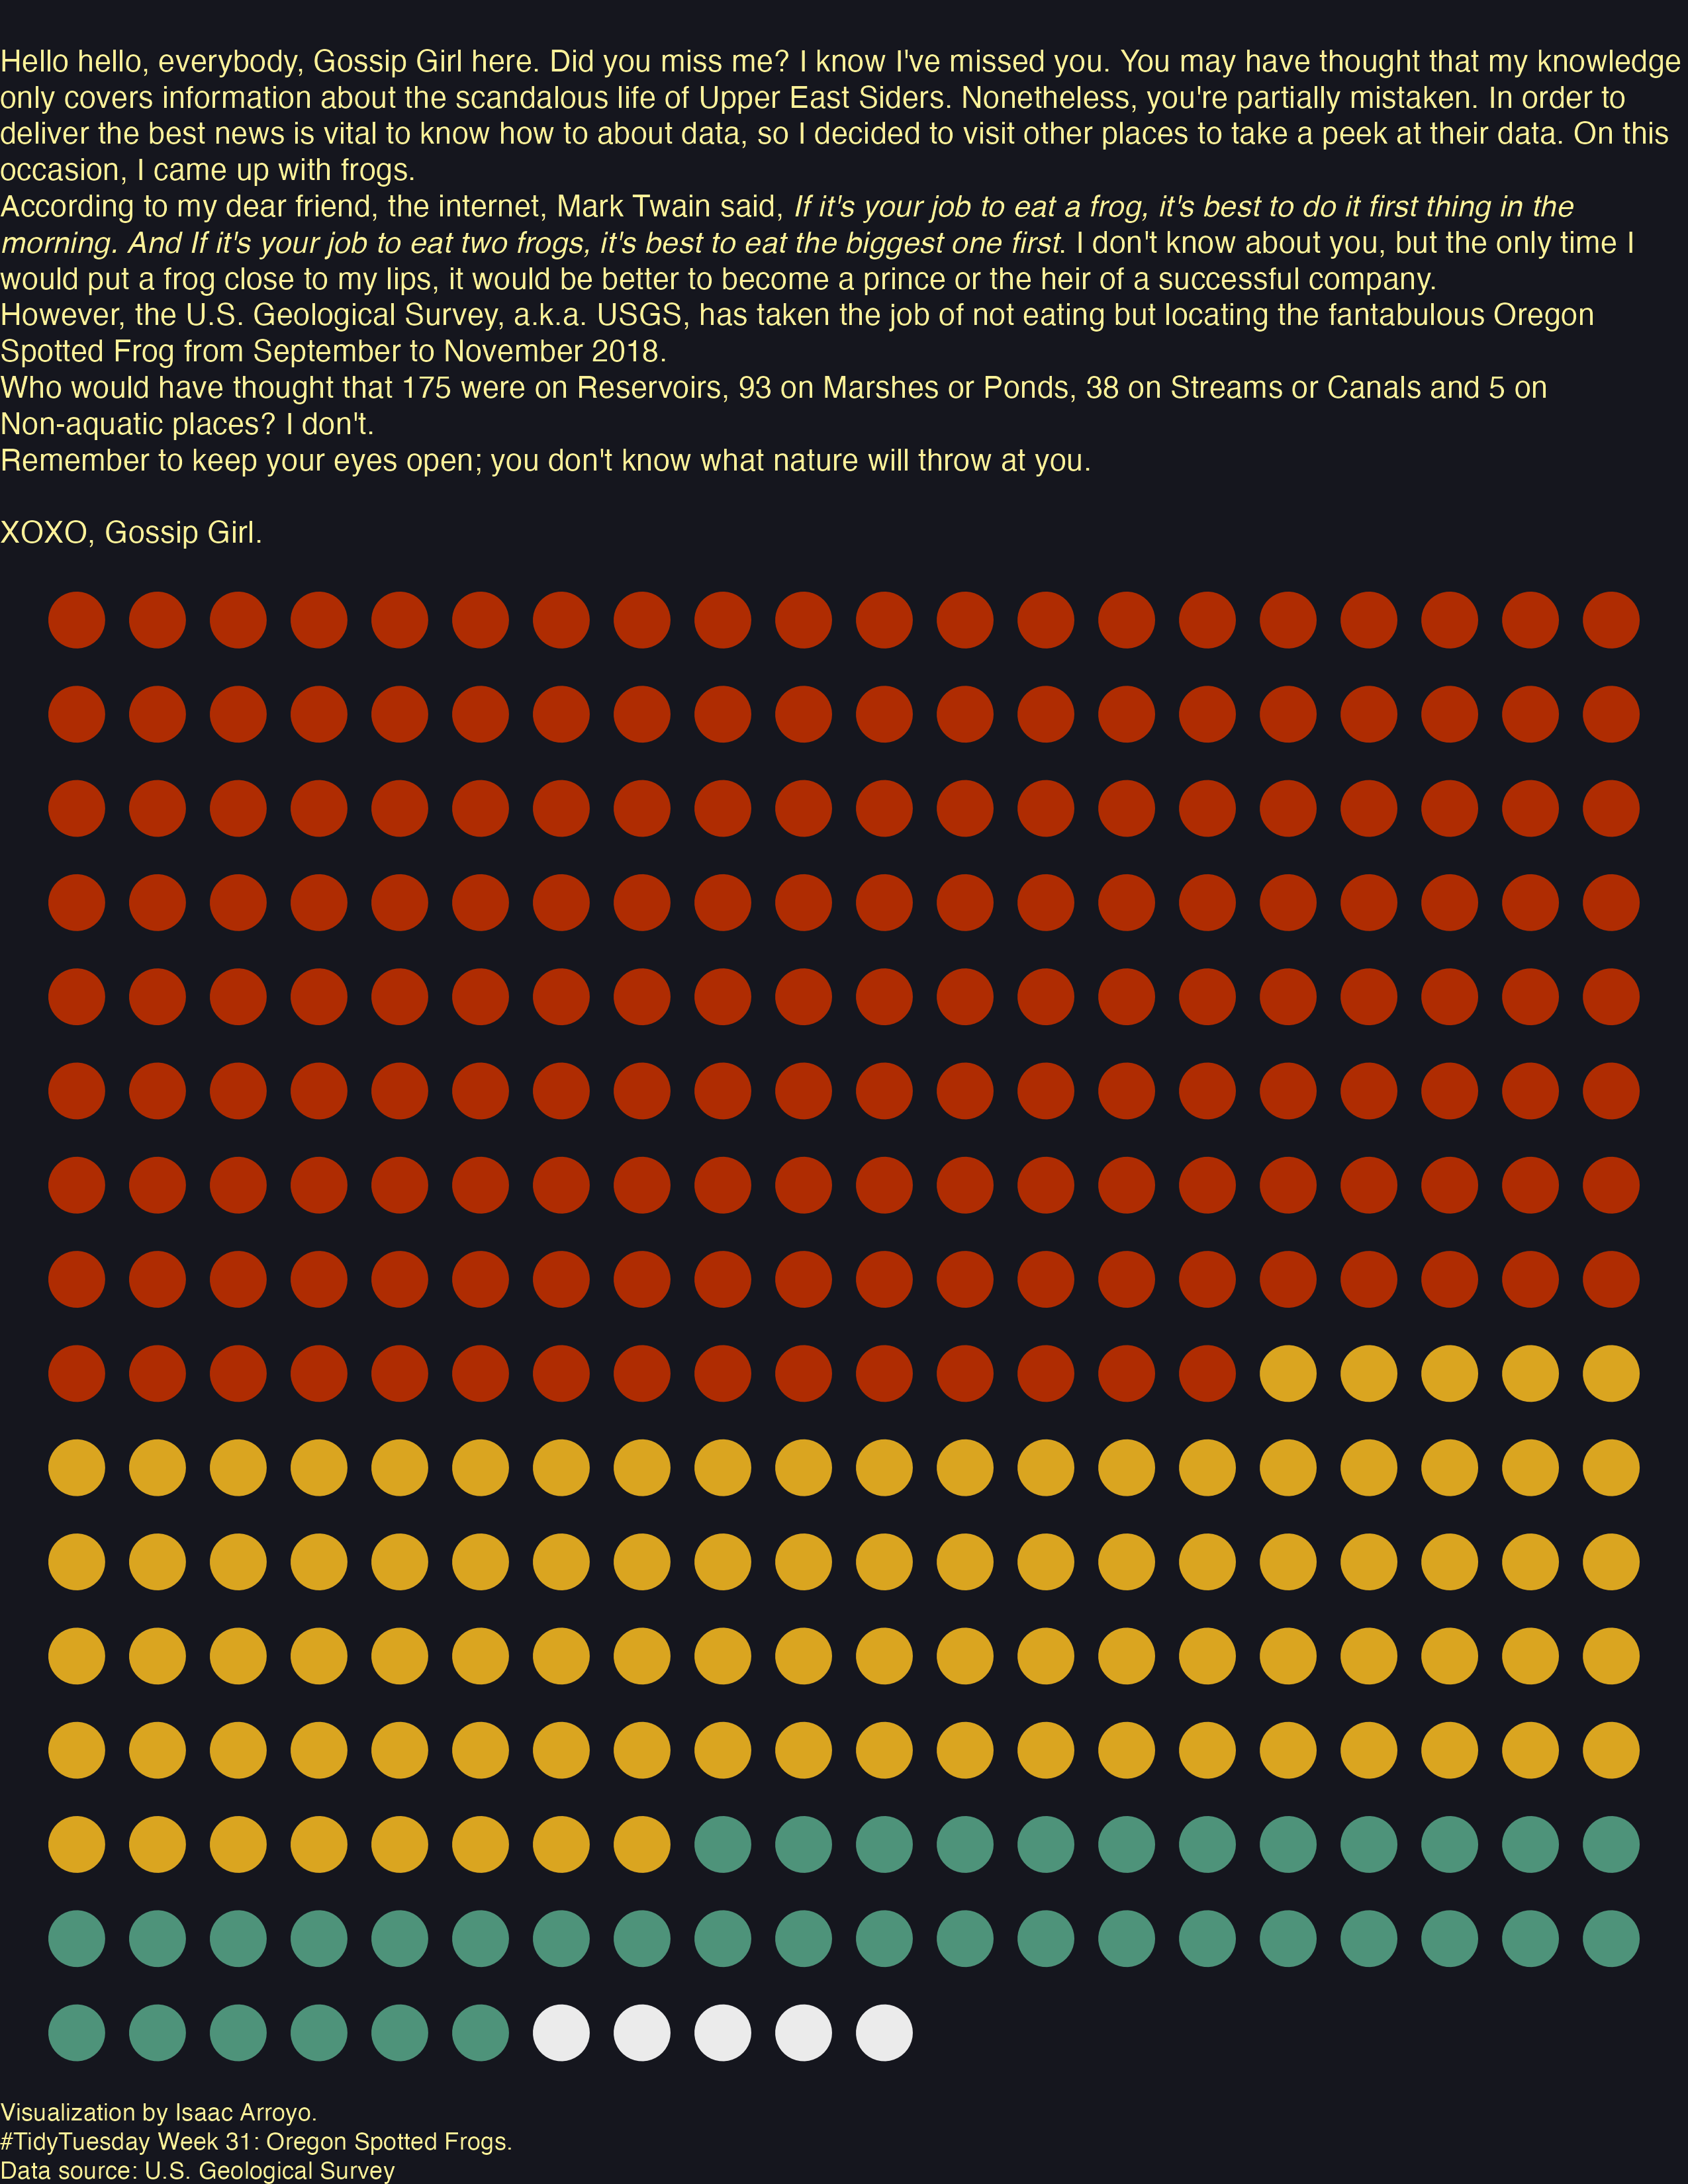 Hello hello, everybody, Gossip Girl here. Did you miss me? I know I've missed you. You may have thought that my knowledge
only covers information about the scandalous life of Upper East Siders. Nonetheless, you're partially mistaken. In order to
deliver the best news is vital to know how to about data, so I decided to visit other places to take a peek at their data. On this
occasion, I came up with frogs.
According to my dear friend, the internet, Mark Twain said, If it's your job to eat a frog, it's best to do it first thing in the
morning. And If it's your job to eat two frogs, it's best to eat the biggest one first. I don't know about you, but the only time I
would put a frog close to my lips, it would be better to become a prince or the heir of a successful company.
However, the U.S. Geological Survey, a.k.a. USGS, has taken the job of not eating but locating the fantabulous Oregon
Spotted Frog from September to November 2018.
Who would have thought that 175 were on Reservoirs, 93 on Marshes or Ponds, 38 on Streams or Canals and 5 on
Non-aquatic places? I don't.
Remember to keep your eyes open; you don't know what nature will throw at you.
XOXO, Gossip Girl.
Visualization by Isaac Arroyo.
#TidyTuesday Week 31: Oregon Spotted Frogs.
Data source: U.S. Geological Survey